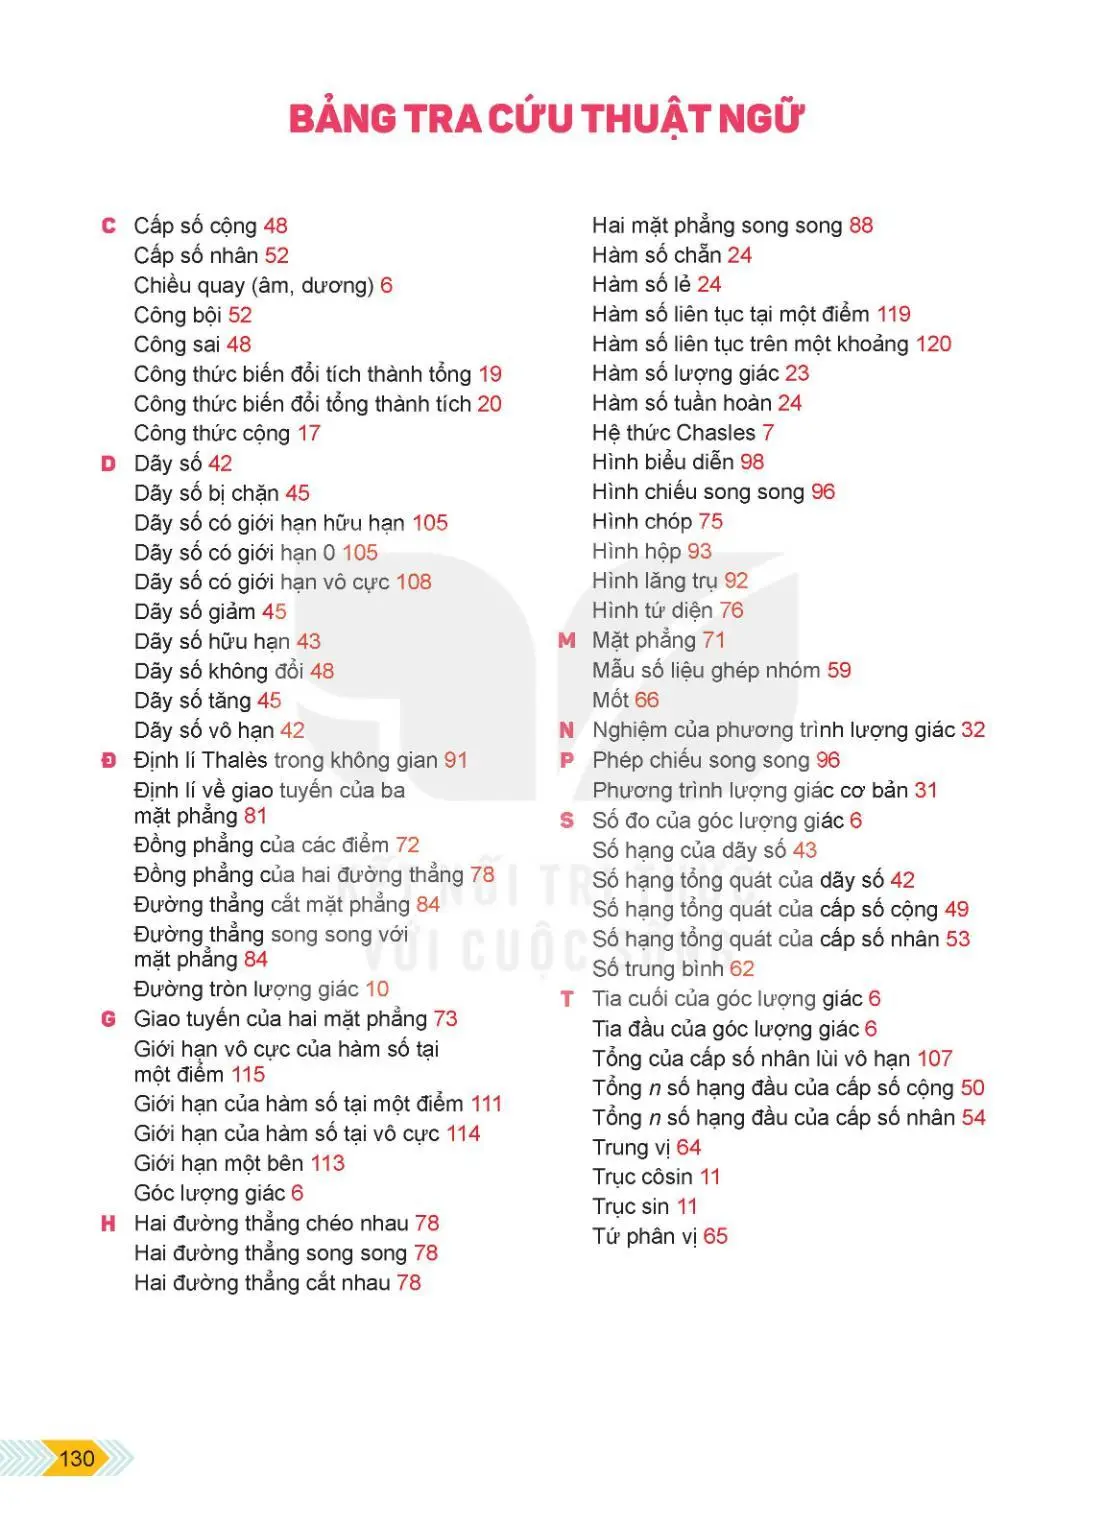 BẢNG TRA CỨU THUẬT NGỮ
C Cấp số cộng 48
Cấp số nhân 52
Chiều quay (âm, dương) 6
Công bội 52
Công sai 48
Công thức biến đổi tích thành tổng 19
Công thức biến đổi tổng thành tích 20
Công thức cộng 17
D Dãy số 42
Dãy số bị chặn 45
Dãy số có giới hạn hữu hạn 105
Dãy số có giới hạn 0 105
Dãy số có giới hạn vô cực 108
Dãy số giảm 45
Dãy số hữu hạn 43
Dãy số không đổi 48
Dãy số tăng 45
Dãy số vô hạn 42
Đ Định lí Thalès trong không gian 91
Định lí về giao tuyến của ba
mặt phẳng 81
Đồng phẳng của các điểm 72
Đồng phẳng của hai đường thẳng 78
Đường thẳng cắt mặt phẳng 84
Đường thẳng song song với
mặt phẳng 84
Đường tròn lượng giác 10
G Giao tuyến của hai mặt phẳng 73
Giới hạn vô cực của hàm số tại
một điểm 115
Giới hạn của hàm số tại một điểm 111
Giới hạn của hàm số tại vô cực 114
Giới hạn một bên 113
Góc lượng giác 6
H Hai đường thẳng chéo nhau 78
Hai đường thẳng song song 78
Hai đường thẳng cắt nhau 78
Hai mặt phẳng song song 88
Hàm số chẵn 24
Hàm số lẻ 24
Hàm số liên tục tại một điểm 119
Hàm số liên tục trên một khoảng 120
Hàm số lượng giác 23
Hàm số tuần hoàn 24
Hệ thức Chasles 7
Hình biểu diễn 98
Hình chiếu song song 96
Hình chóp 75
Hình hộp 93
Hình lăng trụ 92
Hình tứ diện 76
M Mặt phẳng 71
Mẫu số liệu ghép nhóm 59
Mốt 66
N Nghiệm của phương trình lượng giác 32
P Phép chiếu song song 96
Phương trình lượng giác cơ bản 31
S Số đo của góc lượng giác 6
Số hạng của dãy số 43
Số hạng tổng quát của dãy số 42
Số hạng tổng quát của cấp số cộng 49
Số hạng tổng quát của cấp số nhân 53
Số trung bình 62
T Tia cuối của góc lượng giác 6
Tia đầu của góc lượng giác 6
Tổng của cấp số nhân lùi vô hạn 107
Tổng n số hạng đầu của cấp số cộng 50
Tổng n số hạng đầu của cấp số nhân 54
Trung vị 64
Trục côsin 11
Trục sin 11
Tứ phân vị 65
KẾT NỐI TRI THỨC
VỚI CUỘC SỐNG
130